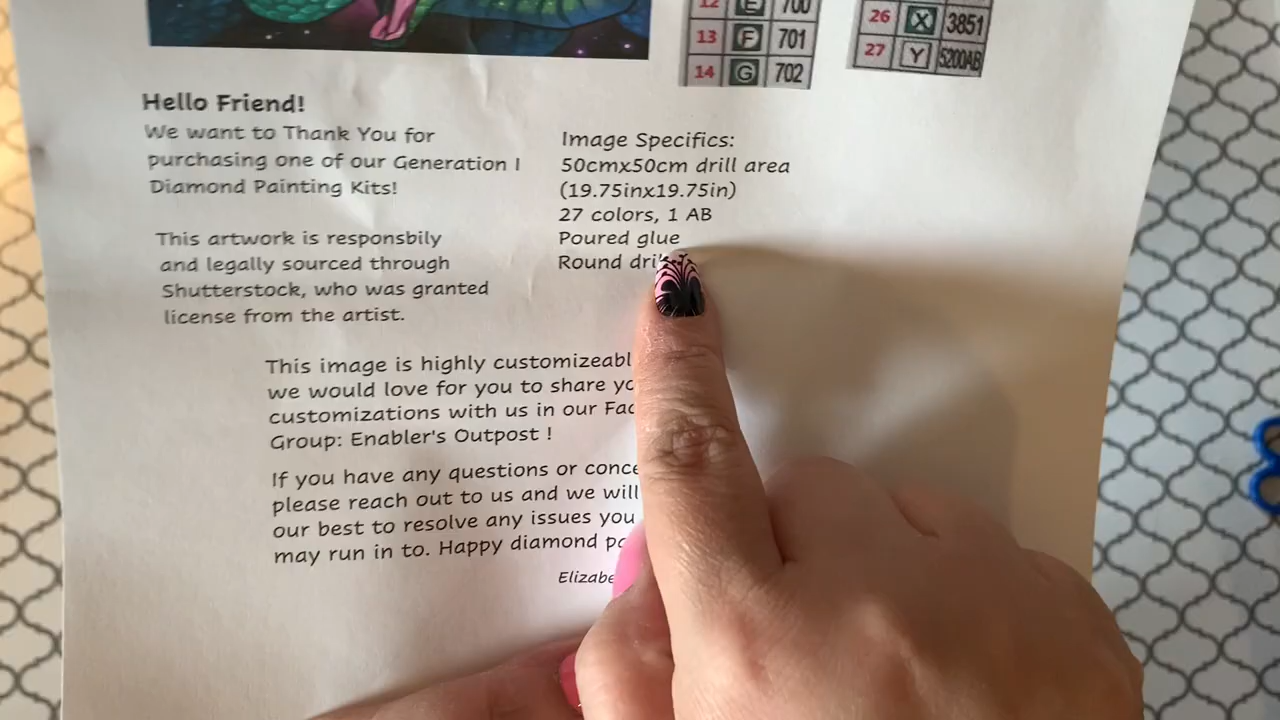 12 E 700
13 F 701
14 G 702
26 X 3851
27 Y 5200AB
Hello Friend!
We want to Thank You for
purchasing one of our Generation I
Diamond Painting Kits!
This artwork is responsbily
and legally sourced through
Shutterstock, who was granted
license from the artist.
Image Specifics:
50cmx50cm drill area
(19.75inx19.75in)
27 colors, 1 AB
Poured glue
Round
This image is highly customizeabl
we would love for you to share
customizations with us in our
Group: Enabler's Outpost !
If you have any questions or
please reach out to us and we will
our best to resolve any issues you
may run in to. Happy diamond